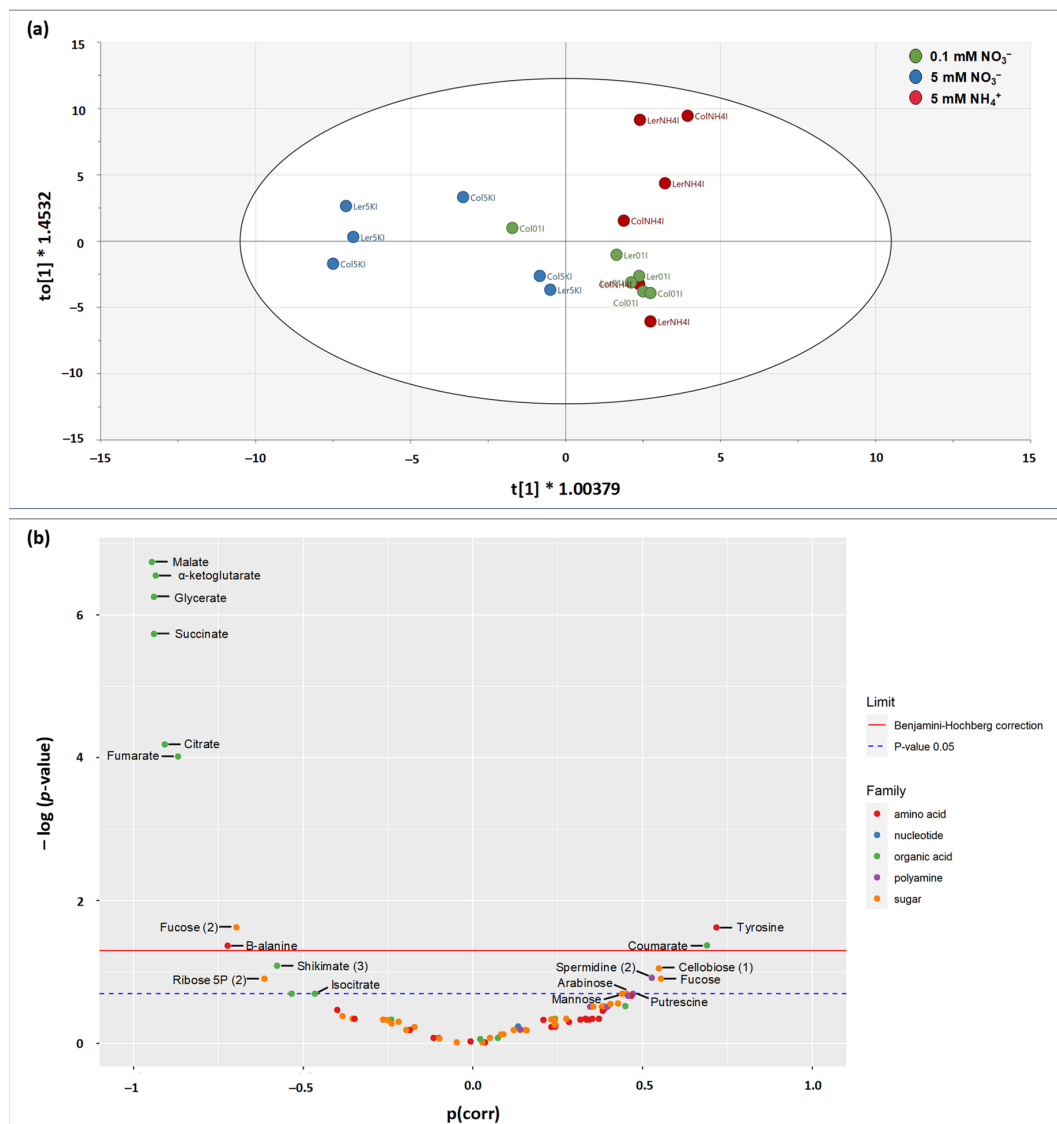 (a)
0.1 mM NO₃⁻
5 mM NO₃⁻
5 mM NH₄⁺
15
10
5
0
−5
−10
−15
to[1] * 1.4532
LerNH4I
ColNH4I
LerNH4I
ColNH4I
Ler5KI
Col5KI
Col01I
Ler5KI
Col5KI
Ler01I
Col5KI
Ler01I
Ler5KI
ColNH4I
Col01I
Col01I
LerNH4I
−15
−10
−5
0
5
10
15
t[1] * 1.00379
(b)
Malate
α-ketoglutarate
Glycerate
Succinate
Citrate
Fumarate
Fucose (2)
B-alanine
Tyrosine
Coumarate
Shikimate (3)
Ribose 5P (2)
Isocitrate
Spermidine (2)
Cellobiose (1)
Arabinose
Fucose
Mannose
Putrescine
6
4
2
0
− log (p-value)
−1
−0.5
0.0
0.5
1.0
p(corr)
Limit
Benjamini-Hochberg correction
P-value 0.05
Family
amino acid
nucleotide
organic acid
polyamine
sugar